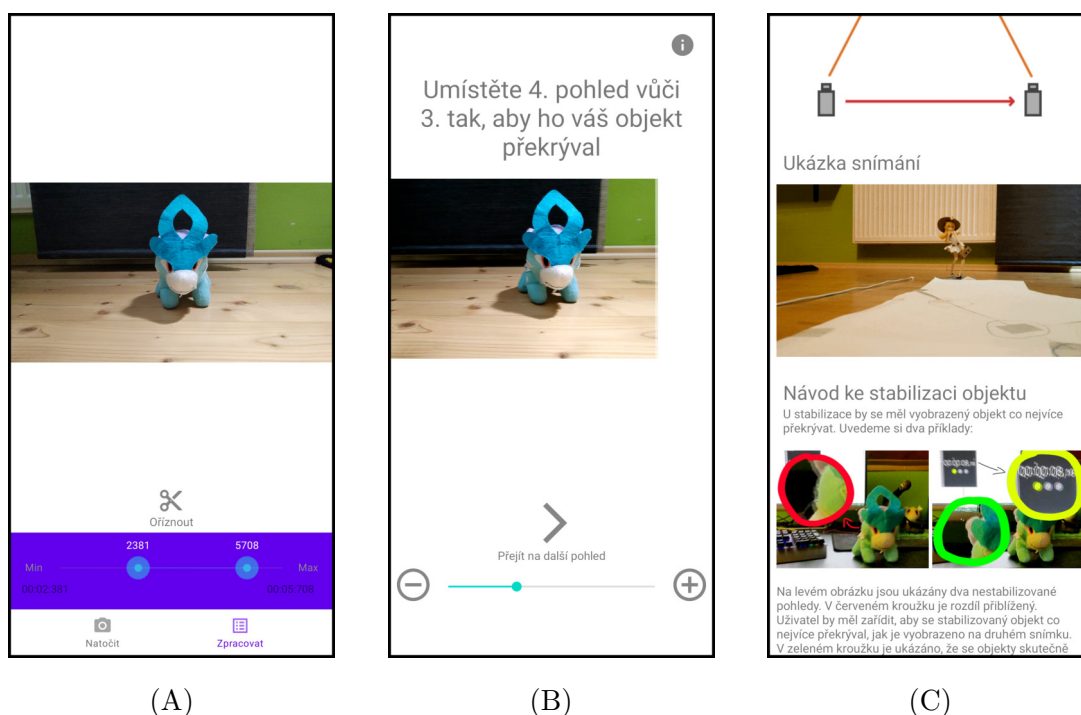 Oříznout
2381 5708
Min Max
00:02.381 00:05:708
Natočit Zpracovat
Umístěte 4. pohled vůči
3. tak, aby ho váš objekt
překrýval
Přejít na další pohled
Ukázka snímání
Návod ke stabilizaci objektu
U stabilizace by se měl vyobrazený objekt co nejvíce
překrývat. Uvedeme si dva příklady:
Na levém obrázku jsou ukázány dva nestabilizované
pohledy. V červeném kroužku je rozdíl přiblížený.
Uživatel by měl zařídit, aby se stabilizovaný objekt co
nejvíce překrýval, jak je vyobrazeno na druhém snímku.
V zeleném kroužku je ukázáno, že se objekty skutečně
(A) (B) (C)